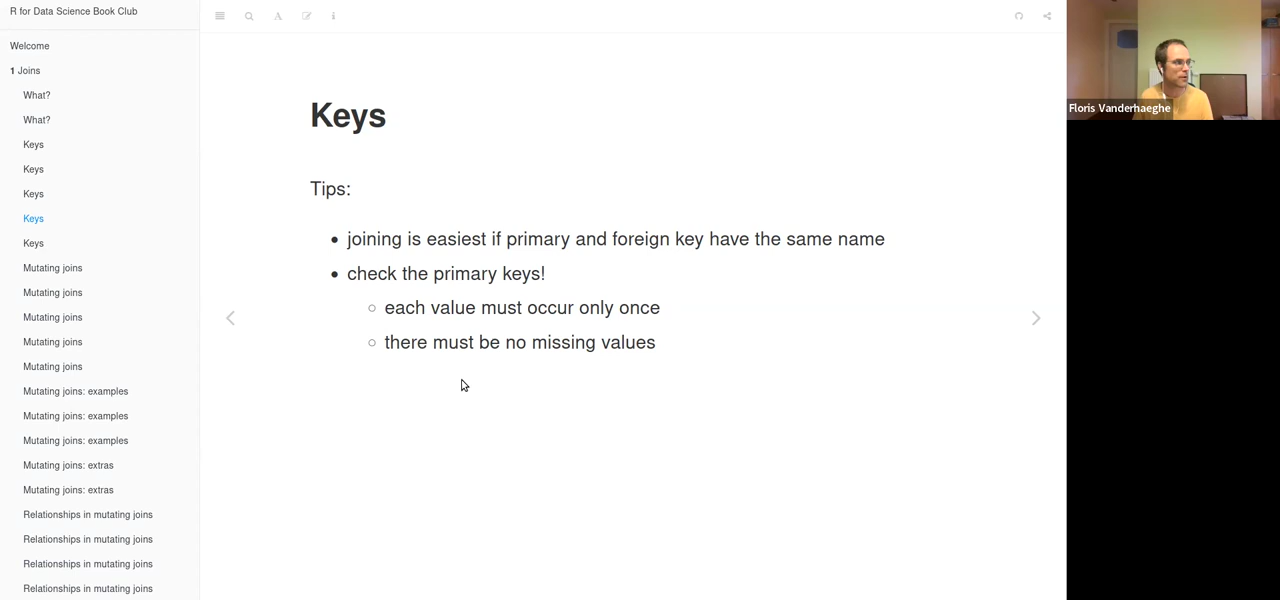 R for Data Science Book Club
Welcome
1 Joins
What?
What?
Keys
Keys
Keys
Keys
Keys
Mutating joins
Mutating joins
Mutating joins
Mutating joins
Mutating joins
Mutating joins: examples
Mutating joins: examples
Mutating joins: examples
Mutating joins: extras
Mutating joins: extras
Relationships in mutating joins
Relationships in mutating joins
Relationships in mutating joins
Relationships in mutating joins
Keys
Tips:
joining is easiest if primary and foreign key have the same name
check the primary keys!
each value must occur only once
there must be no missing values
Floris Vanderhaeghe